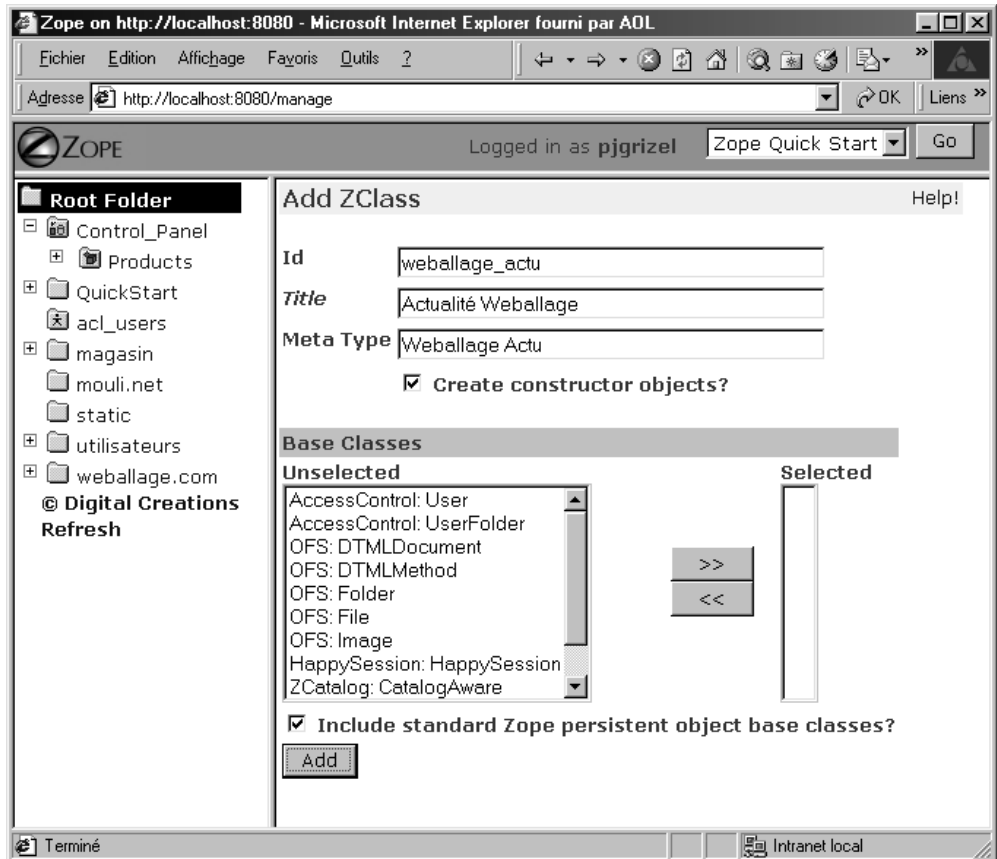 Zope on http://localhost:8080 - Microsoft Internet Explorer fourni par AOL
Fichier Edition Affichage Favoris Outils ? »
Adresse http://localhost:8080/manage OK Liens »
ZOPE Logged in as pjgrizel Zope Quick Start Go
Root Folder
Control_Panel
Products
QuickStart
acl_users
magasin
mouli.net
static
utilisateurs
weballage.com
© Digital Creations
Refresh
Add ZClass Help!
Id weballage_actu
Title Actualité Weballage
Meta Type Weballage Actu
Create constructor objects?
Base Classes
Unselected Selected
AccessControl: User
AccessControl: UserFolder
OFS: DTMLDocument
OFS: DTMLMethod
OFS: Folder
OFS: File
OFS: Image
HappySession: HappySession
ZCatalog: CatalogAware
>>
<<
Include standard Zope persistent object base classes?
Add
Terminé Intranet local